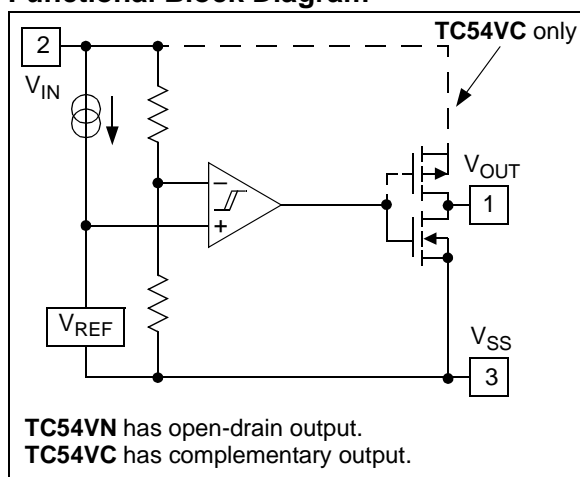 Functional Block Diagram
TC54VC only
2
VIN
VOUT
1
−
+
VREF
VSS
3
TC54VN has open-drain output.
TC54VC has complementary output.